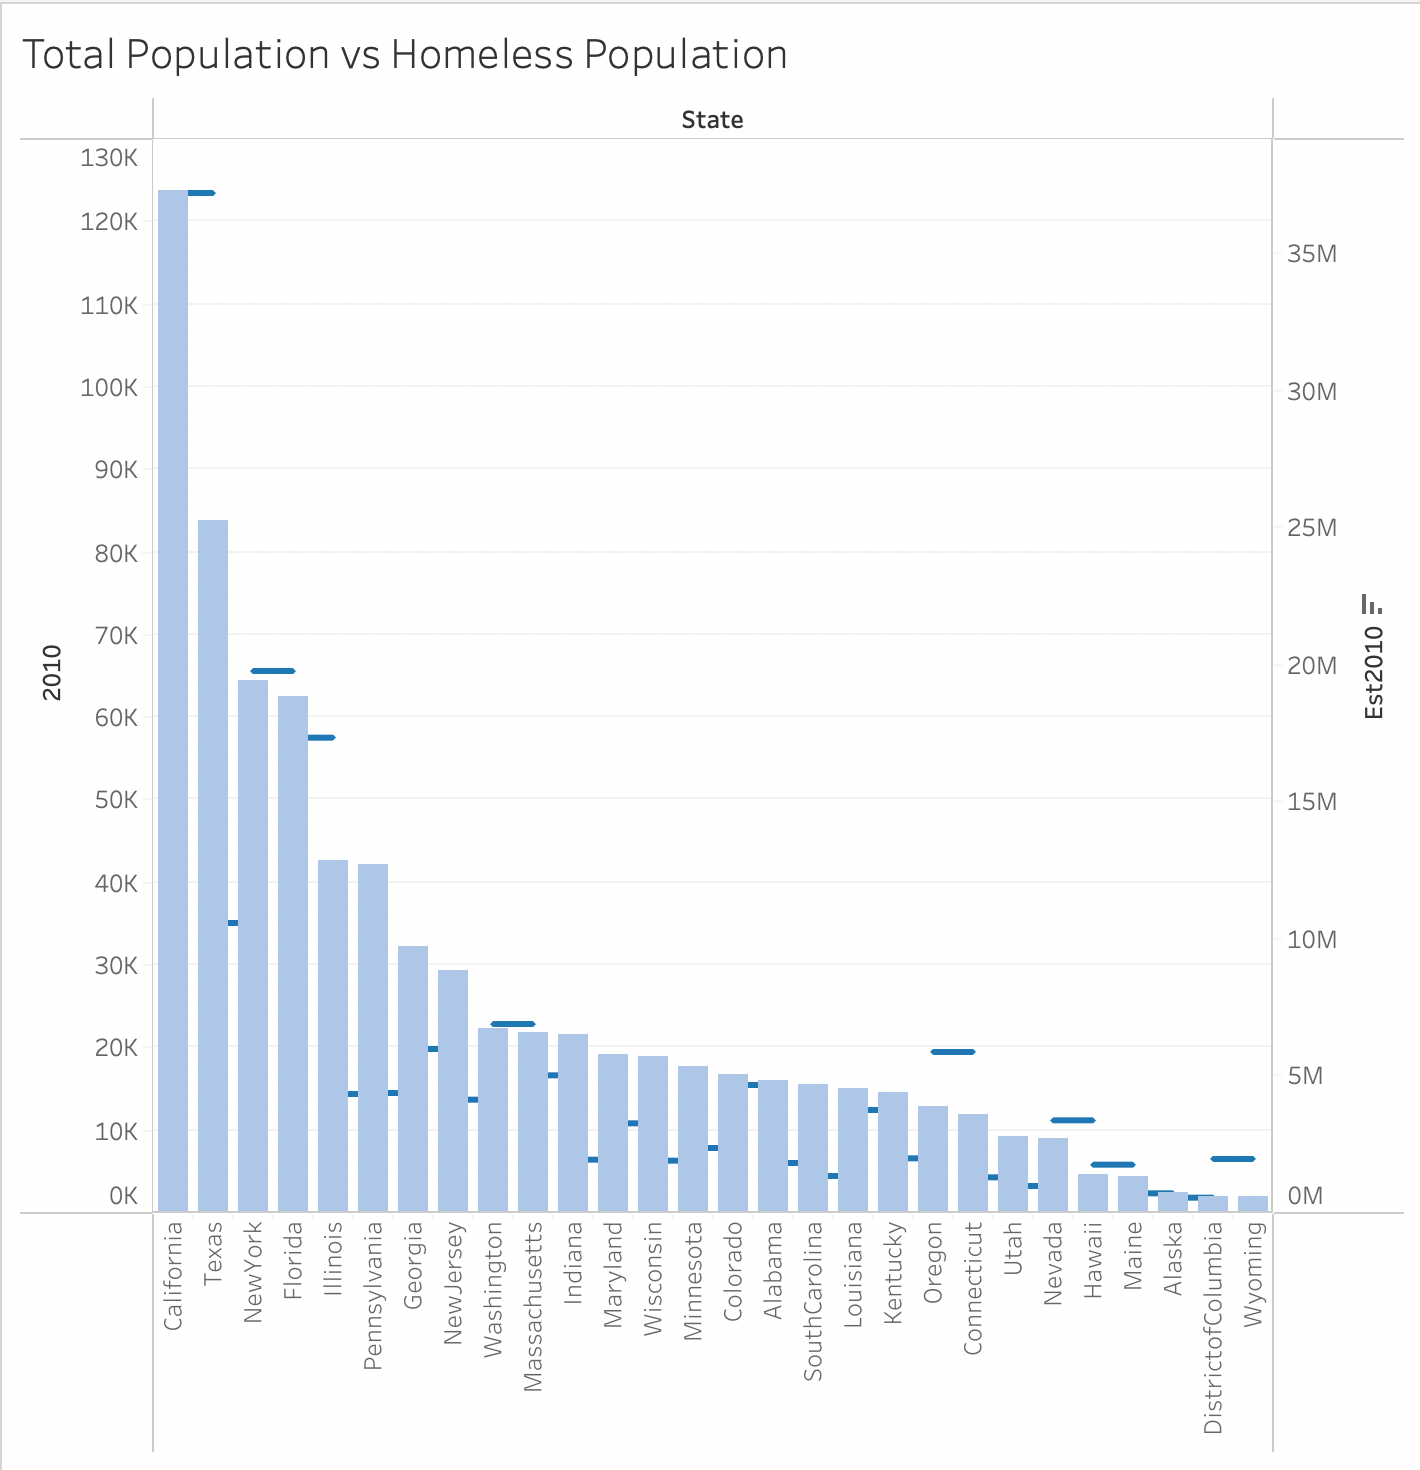 Total Population vs Homeless Population
State
130K
120K
110K
100K
90K
80K
70K
60K
50K
40K
30K
20K
10K
0K
2010
35M
30M
25M
20M
15M
10M
5M
0M
Est2010
California
Texas
NewYork
Florida
Illinois
Pennsylvania
Georgia
NewJersey
Washington
Massachusetts
Indiana
Maryland
Wisconsin
Minnesota
Colorado
Alabama
SouthCarolina
Louisiana
Kentucky
Oregon
Connecticut
Utah
Nevada
Hawaii
Maine
Alaska
DistrictofColumbia
Wyoming